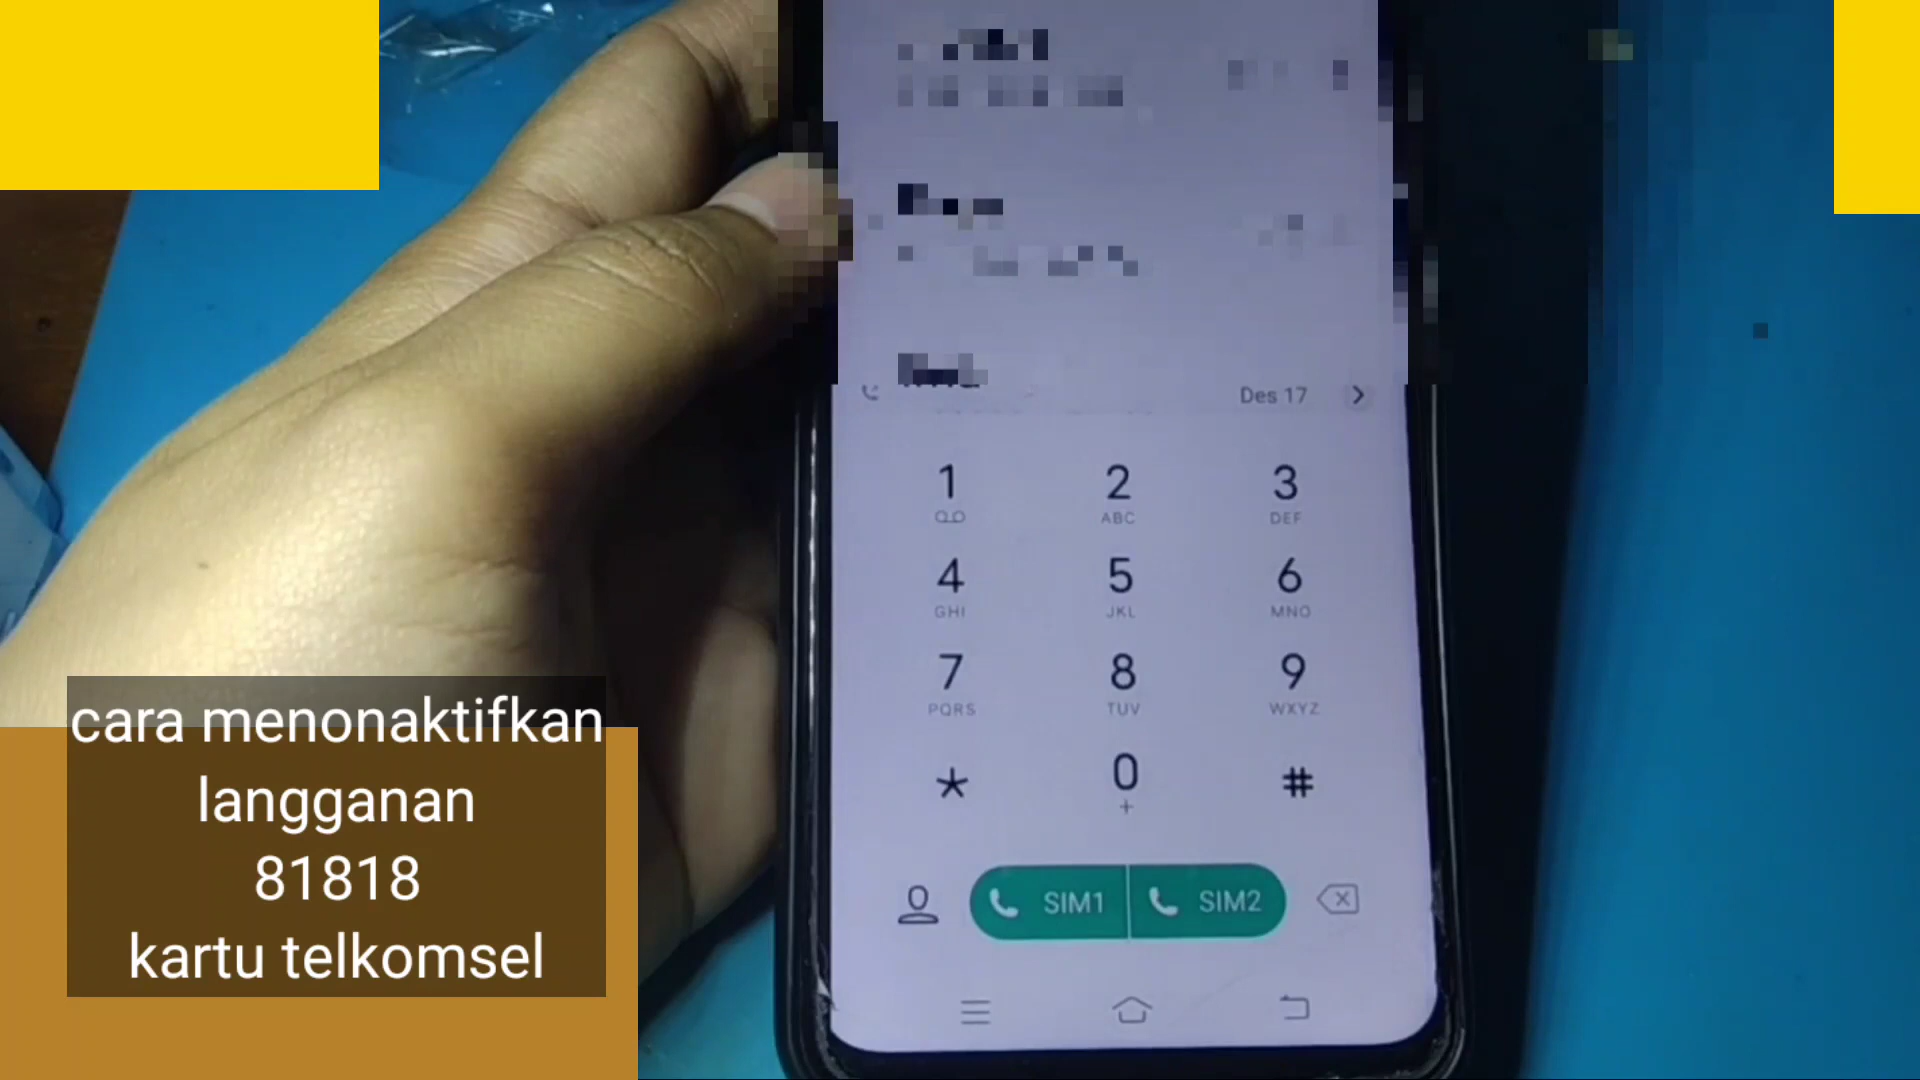 Des 17
1 2 3
ABC DEF
4 5 6
GHI JKL MNO
7 8 9
PQRS TUV WXYZ
* 0 #
+
SIM1 SIM2
cara menonaktifkan
langganan
81818
kartu telkomsel